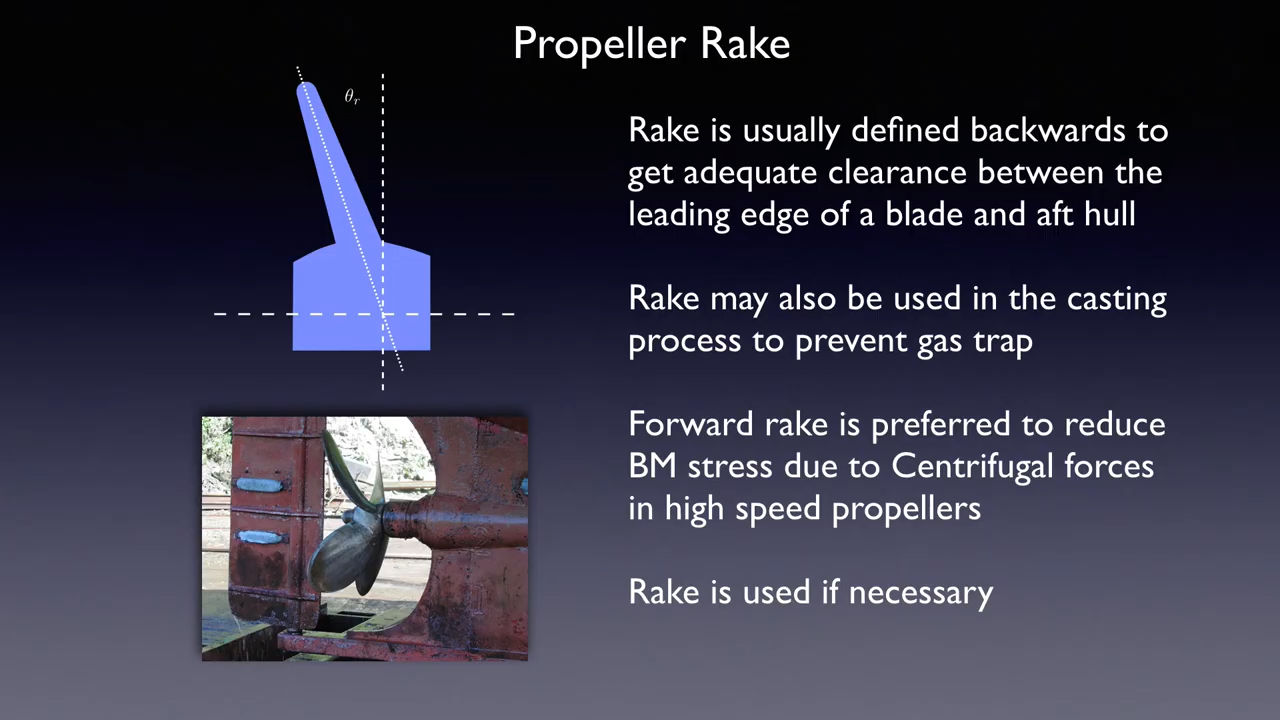 Propeller Rake
θr
Rake is usually defined backwards to
get adequate clearance between the
leading edge of a blade and aft hull
Rake may also be used in the casting
process to prevent gas trap
Forward rake is preferred to reduce
BM stress due to Centrifugal forces
in high speed propellers
Rake is used if necessary